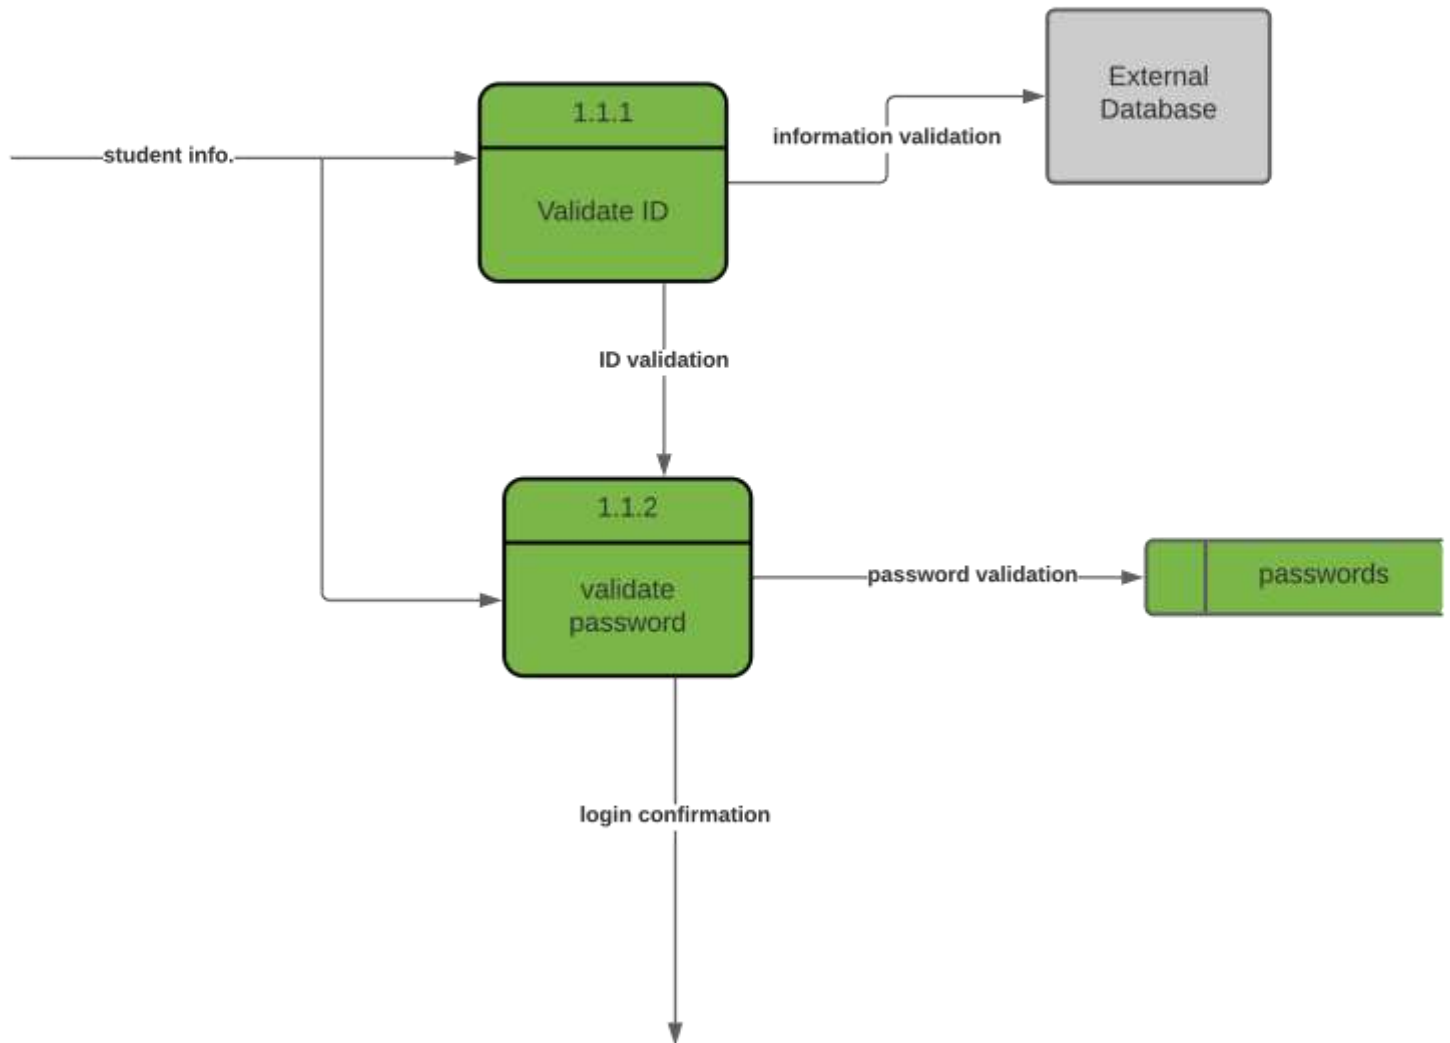 External
Database
1.1.1
information validation
student info.
Validate ID
ID validation
1.1.2
validate
password
password validation
passwords
login confirmation